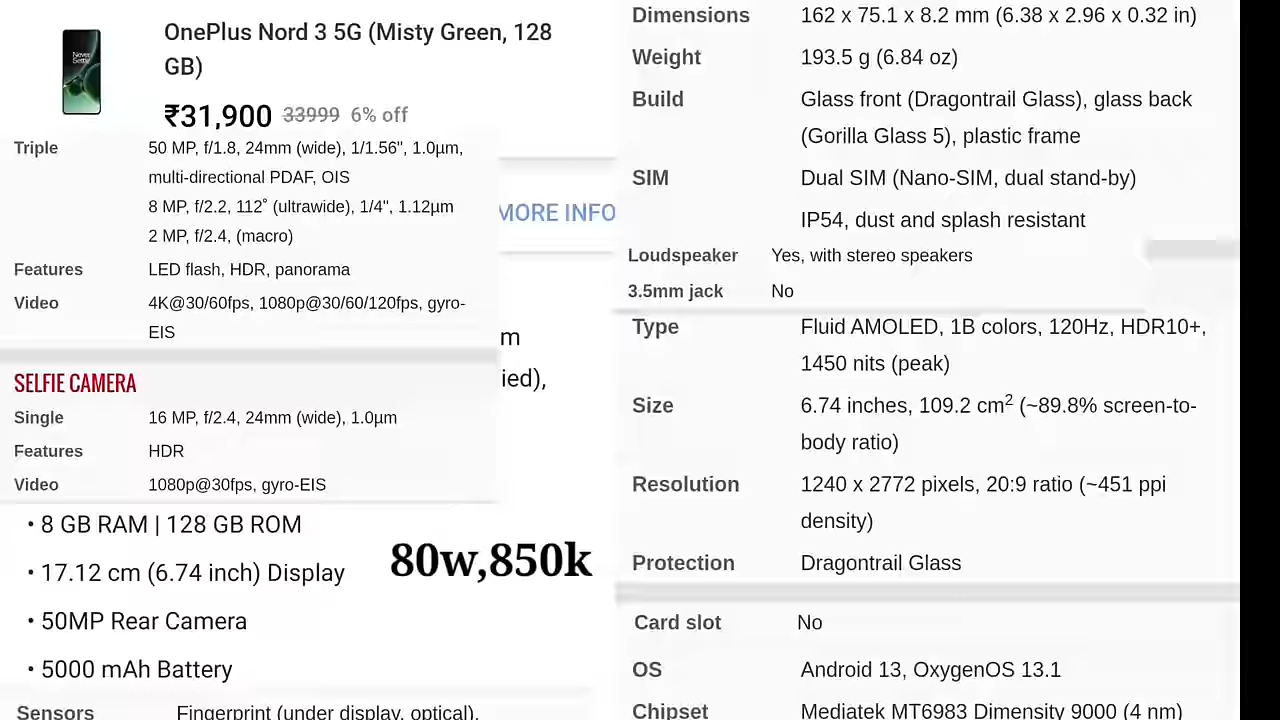 OnePlus Nord 3 5G (Misty Green, 128
GB)
Never
Settle
₹31,900 33999 6% off
Triple 50 MP, f/1.8, 24mm (wide), 1/1.56", 1.0µm,
multi-directional PDAF, OIS
8 MP, f/2.2, 112˚ (ultrawide), 1/4", 1.12µm
2 MP, f/2.4, (macro)
Features LED flash, HDR, panorama
Video 4K@30/60fps, 1080p@30/60/120fps, gyro-
EIS
MORE INFO
m
ied),
SELFIE CAMERA
Single 16 MP, f/2.4, 24mm (wide), 1.0µm
Features HDR
Video 1080p@30fps, gyro-EIS
• 8 GB RAM | 128 GB ROM
• 17.12 cm (6.74 inch) Display
80w,850k
• 50MP Rear Camera
• 5000 mAh Battery
Sensors Fingerprint (under display, optical),
Dimensions 162 x 75.1 x 8.2 mm (6.38 x 2.96 x 0.32 in)
Weight 193.5 g (6.84 oz)
Build Glass front (Dragontrail Glass), glass back
(Gorilla Glass 5), plastic frame
SIM Dual SIM (Nano-SIM, dual stand-by)
IP54, dust and splash resistant
Loudspeaker Yes, with stereo speakers
3.5mm jack No
Type Fluid AMOLED, 1B colors, 120Hz, HDR10+,
1450 nits (peak)
Size 6.74 inches, 109.2 cm² (~89.8% screen-to-
body ratio)
Resolution 1240 x 2772 pixels, 20:9 ratio (~451 ppi
density)
Protection Dragontrail Glass
Card slot No
OS Android 13, OxygenOS 13.1
Chipset Mediatek MT6983 Dimensity 9000 (4 nm)